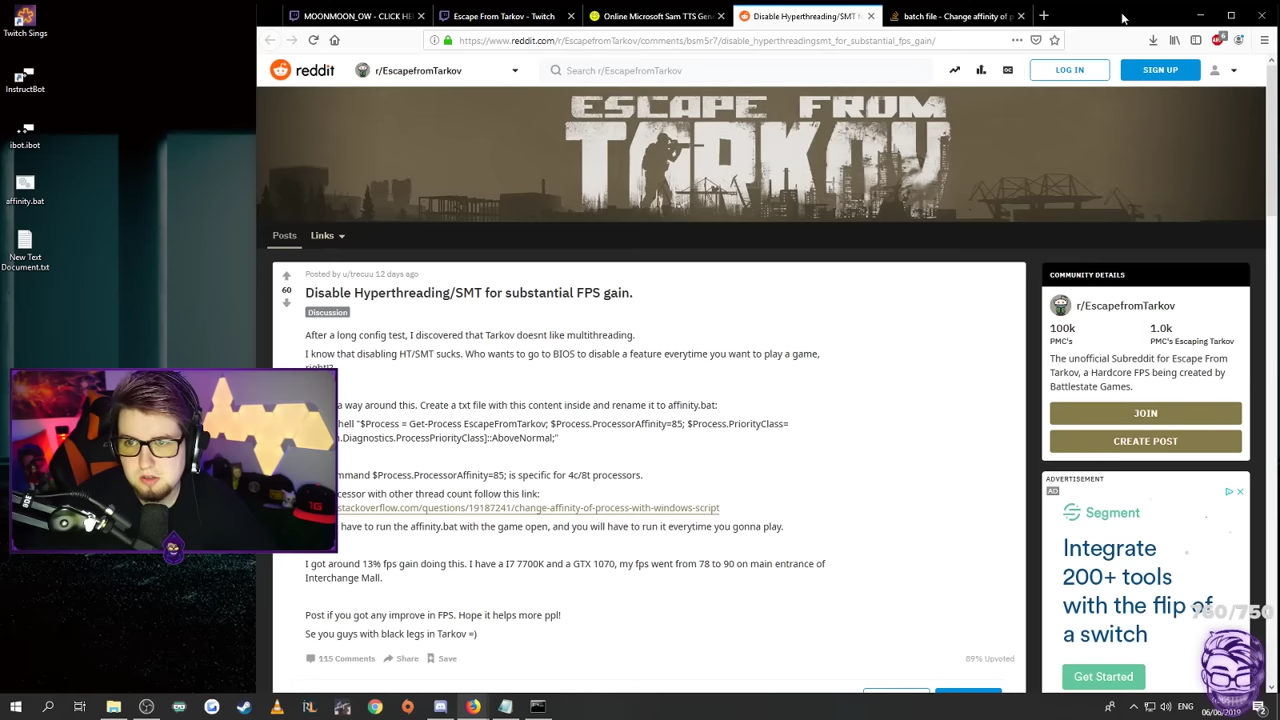 MOONMOON_OW - CLICK HE
Escape From Tarkov - Twitch
Online Microsoft Sam TTS Gen
Disable Hyperthreading/SMT f
batch file - Change affinity of p
https://www.reddit.com/r/EscapefromTarkov/comments/bsm5r7/disable_hyperthreadingsmt_for_substantial_fps_gain/
6
reddit
r/EscapefromTarkov
Search r/EscapefromTarkov
LOG IN
SIGN UP
Twitch Sings
InstructBot
ibot.ibot
affinity.bat
New Text
Document.txt
ESCAPE FROM
TARKOV
Posts
Links
Posted by u/trecuu 12 days ago
60
Disable Hyperthreading/SMT for substantial FPS gain.
Discussion
After a long config test, I discovered that Tarkov doesnt like multithreading.
I know that disabling HT/SMT sucks. Who wants to go to BIOS to disable a feature everytime you want to play a game,
right!?
a way around this. Create a txt file with this content inside and rename it to affinity.bat:
hell "$Process = Get-Process EscapeFromTarkov; $Process.ProcessorAffinity=85; $Process.PriorityClass=
.Diagnostics.ProcessPriorityClass]::AboveNormal;"
mmand $Process.ProcessorAffinity=85; is specific for 4c/8t processors.
cessor with other thread count follow this link:
stackoverflow.com/questions/19187241/change-affinity-of-process-with-windows-script
have to run the affinity.bat with the game open, and you will have to run it everytime you gonna play.
I got around 13% fps gain doing this. I have a I7 7700K and a GTX 1070, my fps went from 78 to 90 on main entrance of
Interchange Mall.
Post if you got any improve in FPS. Hope it helps more ppl!
Se you guys with black legs in Tarkov =)
115 Comments
Share
Save
89% Upvoted
COMMUNITY DETAILS
r/EscapefromTarkov
100k
1.0k
PMC's
PMC's Escaping Tarkov
The unofficial Subreddit for Escape From
Tarkov, a Hardcore FPS being created by
Battlestate Games.
JOIN
CREATE POST
ADVERTISEMENT
AD
Segment
Integrate
200+ tools
with the flip of
a switch
Get Started
750/750
ENG
06/06/2019
2